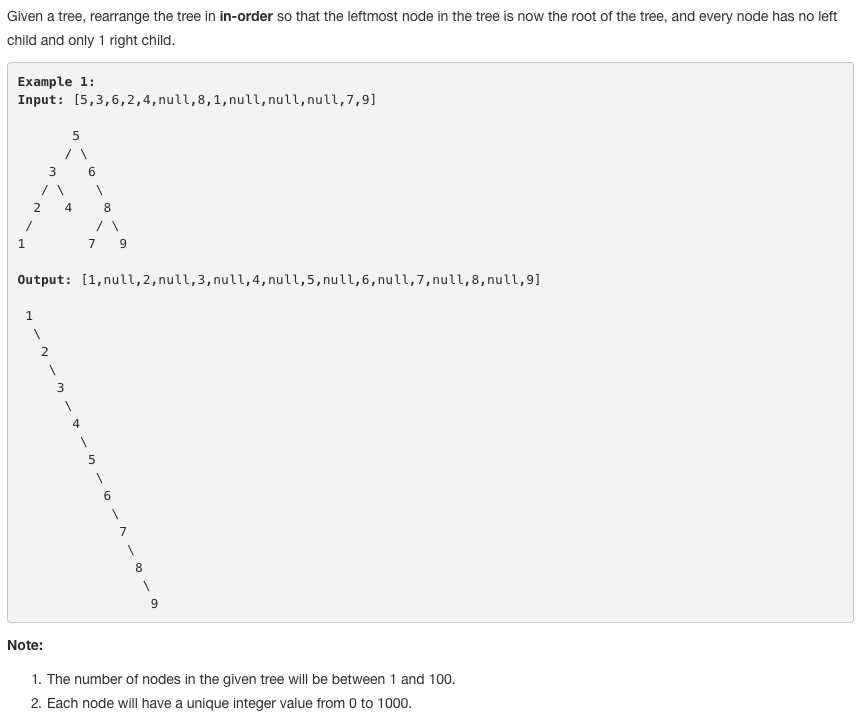 Given a tree, rearrange the tree in in-order so that the leftmost node in the tree is now the root of the tree, and every node has no left
child and only 1 right child.
Example 1:
Input: [5,3,6,2,4,null,8,1,null,null,null,7,9]
       5
      / \
    3    6
   / \    \
  2   4    8
 /        / \
1        7   9
Output: [1,null,2,null,3,null,4,null,5,null,6,null,7,null,8,null,9]
 1
  \
   2
    \
     3
      \
       4
        \
         5
          \
           6
            \
             7
              \
               8
                \
                 9
Note:
1. The number of nodes in the given tree will be between 1 and 100.
2. Each node will have a unique integer value from 0 to 1000.